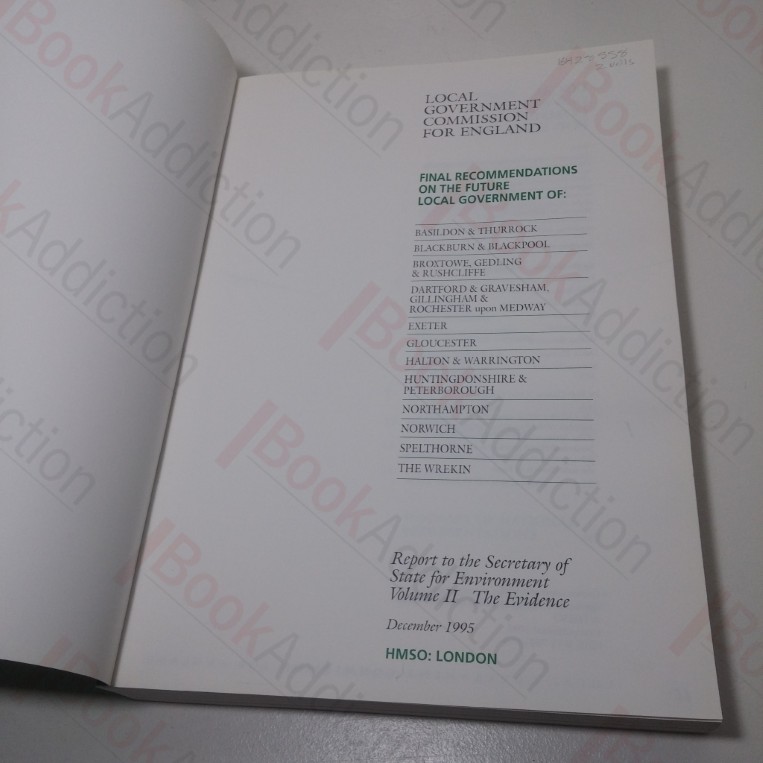 LOCAL
GOVERNMENT
COMMISSION
FOR ENGLAND
FINAL RECOMMENDATIONS
ON THE FUTURE
LOCAL GOVERNMENT OF:
BASILDON & THURROCK
BLACKBURN & BLACKPOOL
BROXTOWE, GEDLING
& RUSHCLIFFE
DARTFORD & GRAVESHAM,
GILLINGHAM &
ROCHESTER upon MEDWAY
EXETER
GLOUCESTER
HALTON & WARRINGTON
HUNTINGDONSHIRE &
PETERBOROUGH
NORTHAMPTON
NORWICH
SPELTHORNE
THE WREKIN
Report to the Secretary of
State for Environment
Volume II The Evidence
December 1995
HMSO: LONDON
BookAddiction